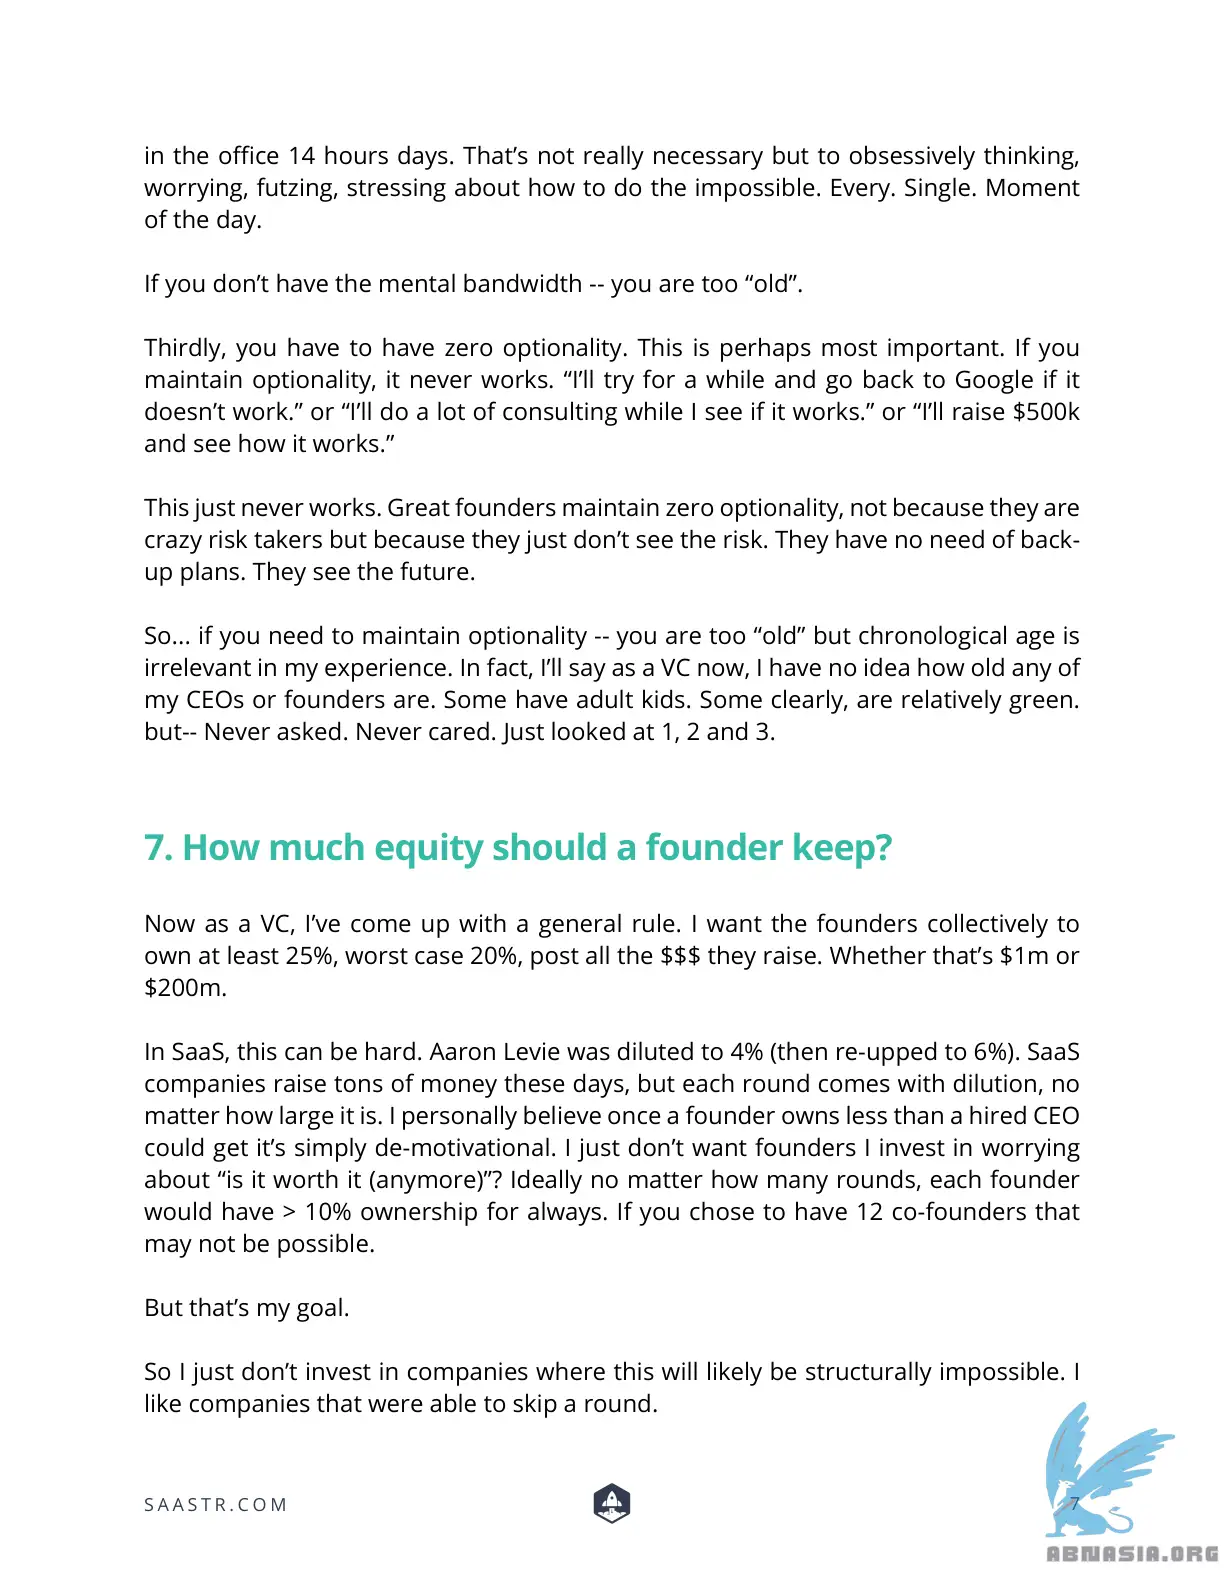 in the office 14 hours days. That’s not really necessary but to obsessively thinking,
worrying, futzing, stressing about how to do the impossible. Every. Single. Moment
of the day.
If you don’t have the mental bandwidth -- you are too “old”.
Thirdly, you have to have zero optionality. This is perhaps most important. If you
maintain optionality, it never works. “I’ll try for a while and go back to Google if it
doesn’t work.” or “I’ll do a lot of consulting while I see if it works.” or “I’ll raise $500k
and see how it works.”
This just never works. Great founders maintain zero optionality, not because they are
crazy risk takers but because they just don’t see the risk. They have no need of back-
up plans. They see the future.
So... if you need to maintain optionality -- you are too “old” but chronological age is
irrelevant in my experience. In fact, I’ll say as a VC now, I have no idea how old any of
my CEOs or founders are. Some have adult kids. Some clearly, are relatively green.
but-- Never asked. Never cared. Just looked at 1, 2 and 3.
7. How much equity should a founder keep?
Now as a VC, I’ve come up with a general rule. I want the founders collectively to
own at least 25%, worst case 20%, post all the $$$ they raise. Whether that’s $1m or
$200m.
In SaaS, this can be hard. Aaron Levie was diluted to 4% (then re-upped to 6%). SaaS
companies raise tons of money these days, but each round comes with dilution, no
matter how large it is. I personally believe once a founder owns less than a hired CEO
could get it’s simply de-motivational. I just don’t want founders I invest in worrying
about “is it worth it (anymore)”? Ideally no matter how many rounds, each founder
would have > 10% ownership for always. If you chose to have 12 co-founders that
may not be possible.
But that’s my goal.
So I just don’t invest in companies where this will likely be structurally impossible. I
like companies that were able to skip a round.
SAASTR.COM
7
ABNASIA.ORG